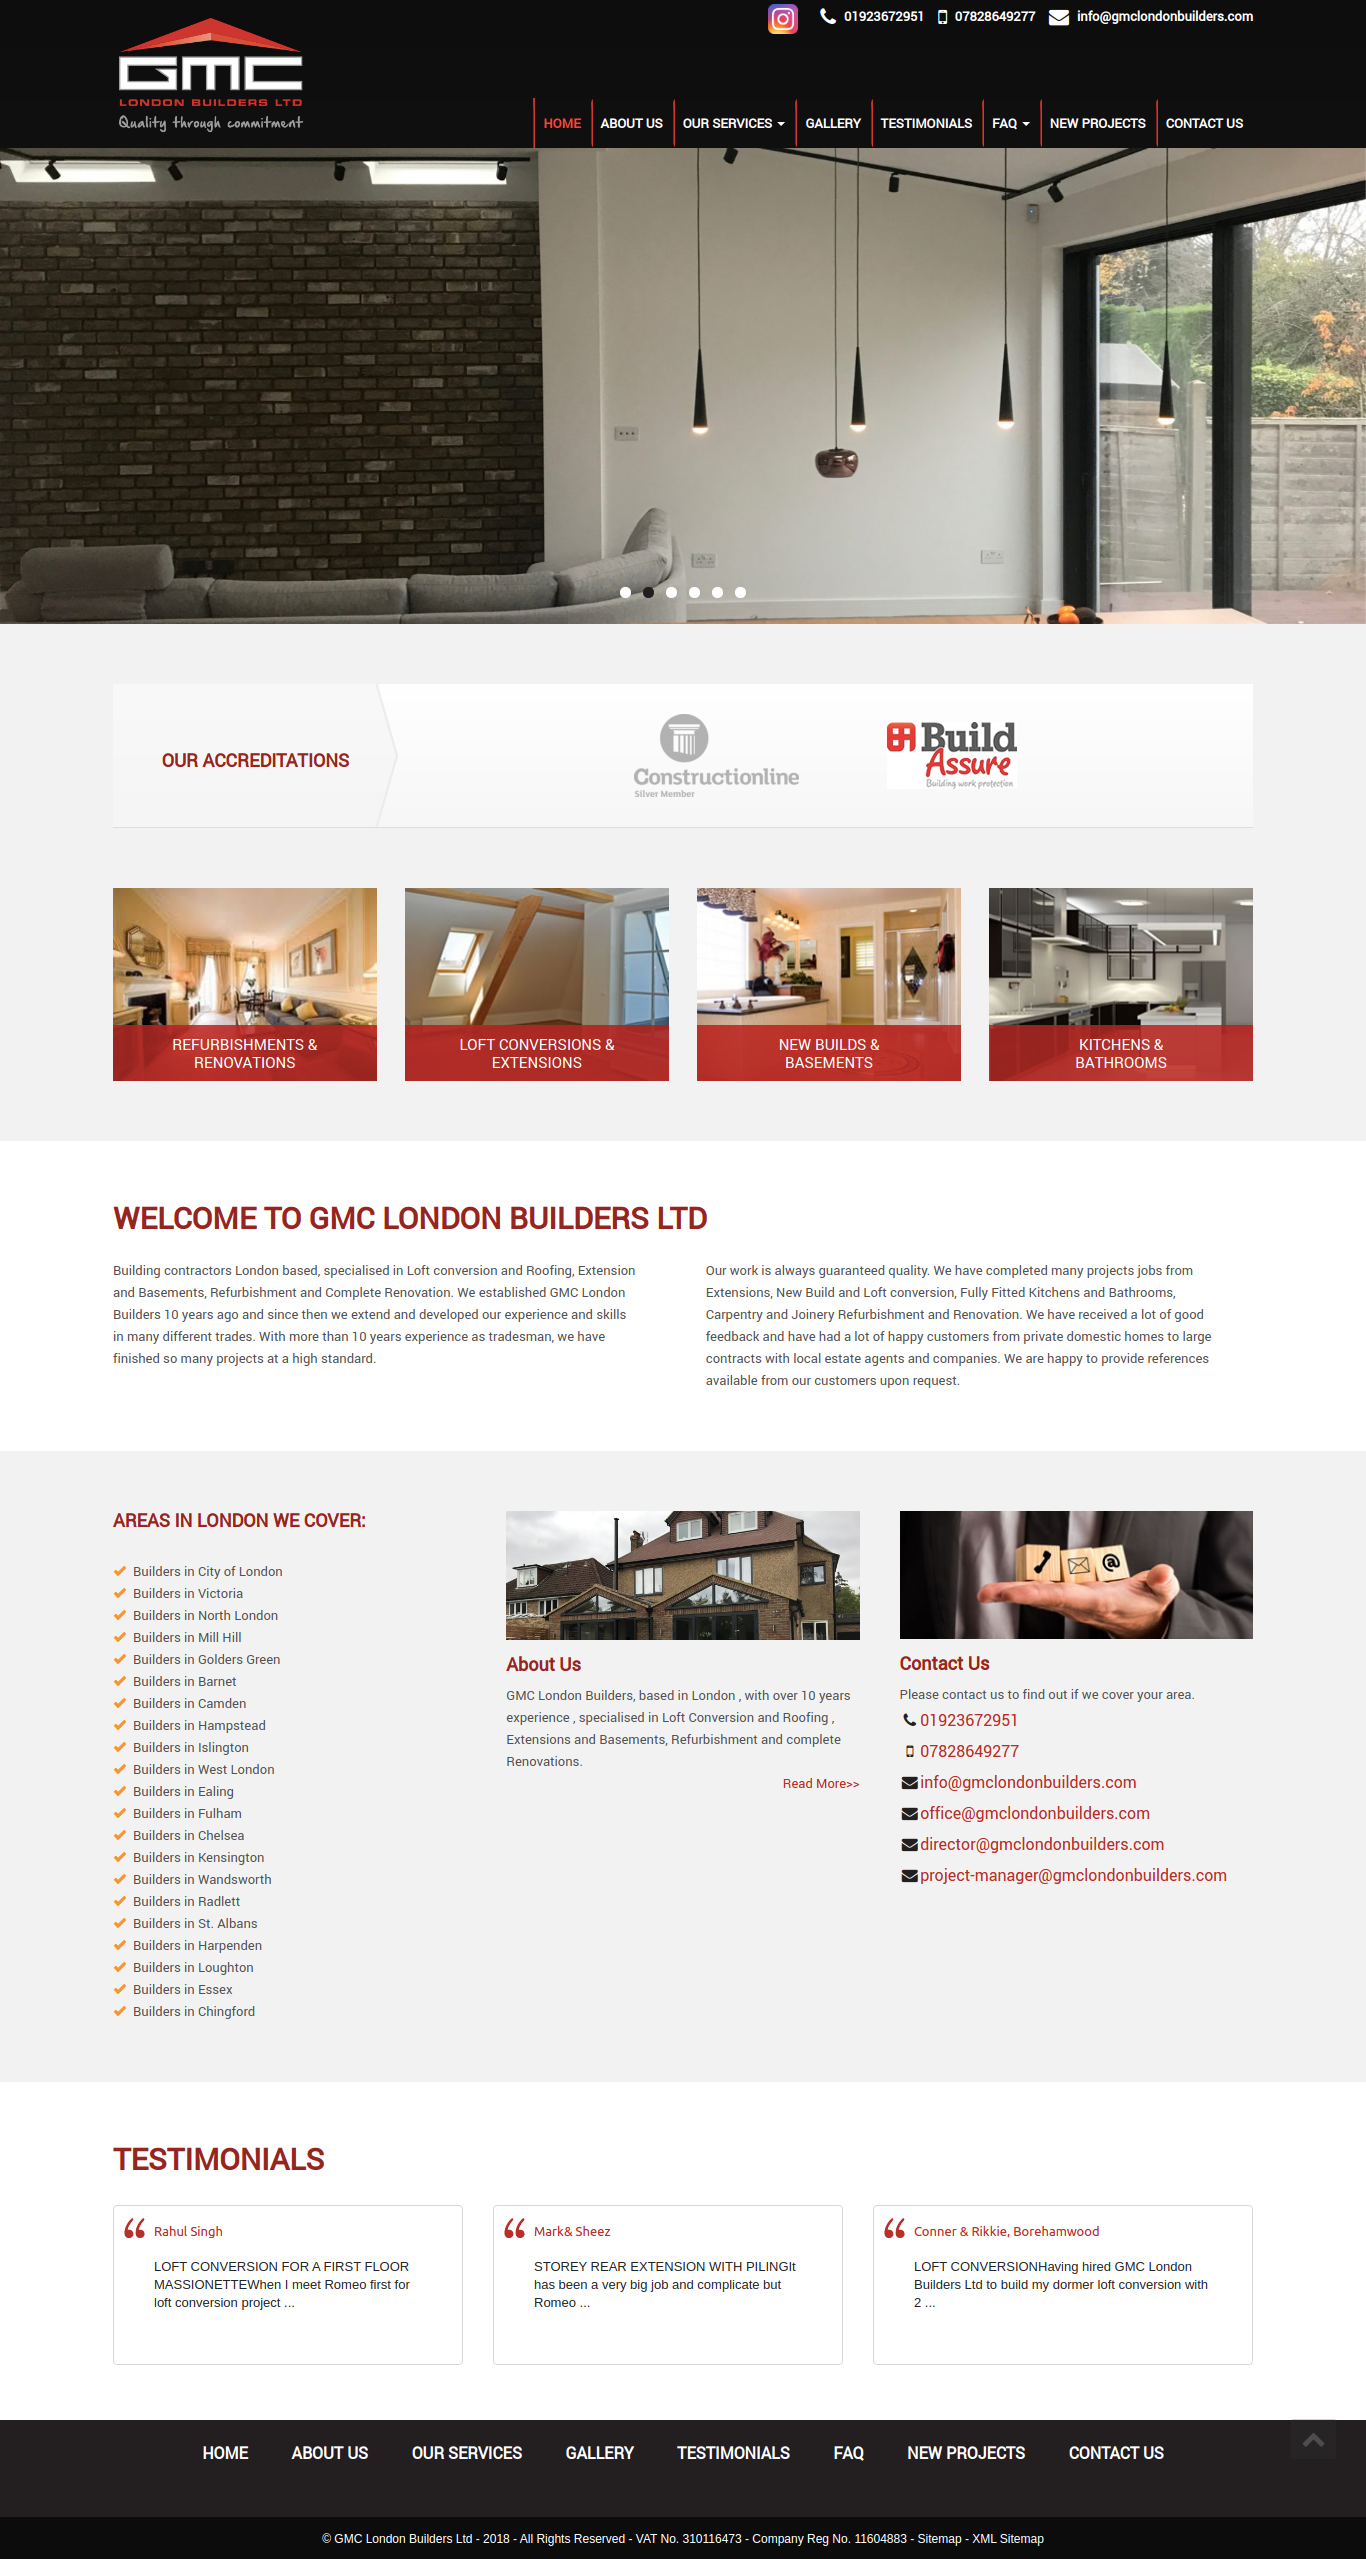 01923672951 07828649277 info@gmclondonbuilders.com
GMC
LONDON BUILDERS LTD
Quality through commitment
HOME ABOUT US OUR SERVICES GALLERY TESTIMONIALS FAQ NEW PROJECTS CONTACT US
OUR ACCREDITATIONS
Constructionline
Silver Member
Build
Assure
Building work protection
REFURBISHMENTS &
RENOVATIONS
LOFT CONVERSIONS &
EXTENSIONS
NEW BUILDS &
BASEMENTS
KITCHENS &
BATHROOMS
WELCOME TO GMC LONDON BUILDERS LTD
Building contractors London based, specialised in Loft conversion and Roofing, Extension
and Basements, Refurbishment and Complete Renovation. We established GMC London
Builders 10 years ago and since then we extend and developed our experience and skills
in many different trades. With more than 10 years experience as tradesman, we have
finished so many projects at a high standard.
Our work is always guaranteed quality. We have completed many projects jobs from
Extensions, New Build and Loft conversion, Fully Fitted Kitchens and Bathrooms,
Carpentry and Joinery Refurbishment and Renovation. We have received a lot of good
feedback and have had a lot of happy customers from private domestic homes to large
contracts with local estate agents and companies. We are happy to provide references
available from our customers upon request.
AREAS IN LONDON WE COVER:
Builders in City of London
Builders in Victoria
Builders in North London
Builders in Mill Hill
Builders in Golders Green
Builders in Barnet
Builders in Camden
Builders in Hampstead
Builders in Islington
Builders in West London
Builders in Ealing
Builders in Fulham
Builders in Chelsea
Builders in Kensington
Builders in Wandsworth
Builders in Radlett
Builders in St. Albans
Builders in Harpenden
Builders in Loughton
Builders in Essex
Builders in Chingford
About Us
GMC London Builders, based in London , with over 10 years
experience , specialised in Loft Conversion and Roofing ,
Extensions and Basements, Refurbishment and complete
Renovations.
Read More>>
@
Contact Us
Please contact us to find out if we cover your area.
01923672951
07828649277
info@gmclondonbuilders.com
office@gmclondonbuilders.com
director@gmclondonbuilders.com
project-manager@gmclondonbuilders.com
TESTIMONIALS
“ Rahul Singh
LOFT CONVERSION FOR A FIRST FLOOR
MASSIONETTEWhen I meet Romeo first for
loft conversion project ...
“ Mark& Sheez
STOREY REAR EXTENSION WITH PILINGIt
has been a very big job and complicate but
Romeo ...
“ Conner & Rikkie, Borehamwood
LOFT CONVERSIONHaving hired GMC London
Builders Ltd to build my dormer loft conversion with
2 ...
HOME ABOUT US OUR SERVICES GALLERY TESTIMONIALS FAQ NEW PROJECTS CONTACT US
© GMC London Builders Ltd - 2018 - All Rights Reserved - VAT No. 310116473 - Company Reg No. 11604883 - Sitemap - XML Sitemap